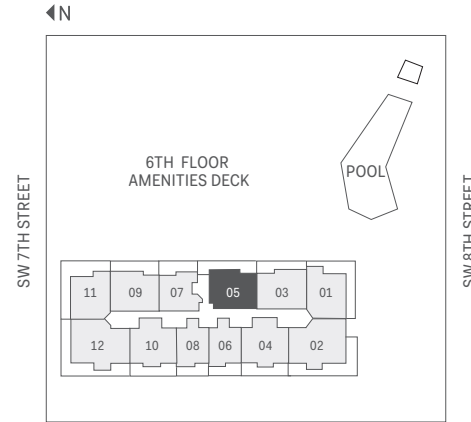 N
6TH FLOOR
AMENITIES DECK
POOL
SW 7TH STREET
SW 8TH STREET
11
09
07
05
03
01
12
10
08
06
04
02